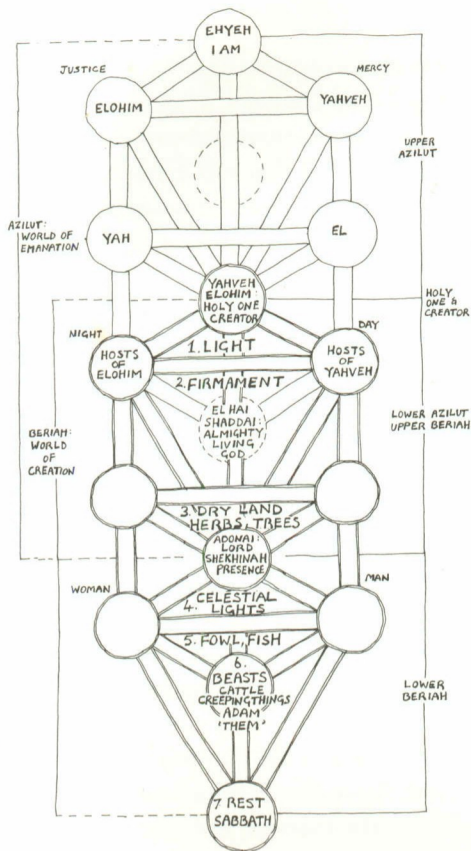 EHYEH
I AM
JUSTICE
MERCY
ELOHIM
YAHVEH
UPPER
AZILUT
AZILUT:
WORLD OF
EMANATION
YAH
EL
YAHVEH
ELOHIM:
HOLY ONE
CREATOR
HOLY
ONE &
CREATOR
NIGHT
DAY
HOSTS
OF
ELOHIM
1. LIGHT
HOSTS
OF
YAHVEH
2. FIRMAMENT
EL HAI
SHADDAI:
ALMIGHTY
LIVING
GOD
LOWER AZILUT
UPPER BERIAH
BERIAH:
WORLD
OF
CREATION
3. DRY LAND
HERBS, TREES
ADONAI:
LORD
SHEKHINAH
PRESENCE
WOMAN
MAN
4. CELESTIAL
LIGHTS
5. FOWL, FISH
6.
BEASTS
CATTLE
CREEPING THINGS
ADAM
'THEM'
LOWER
BERIAH
7. REST
SABBATH